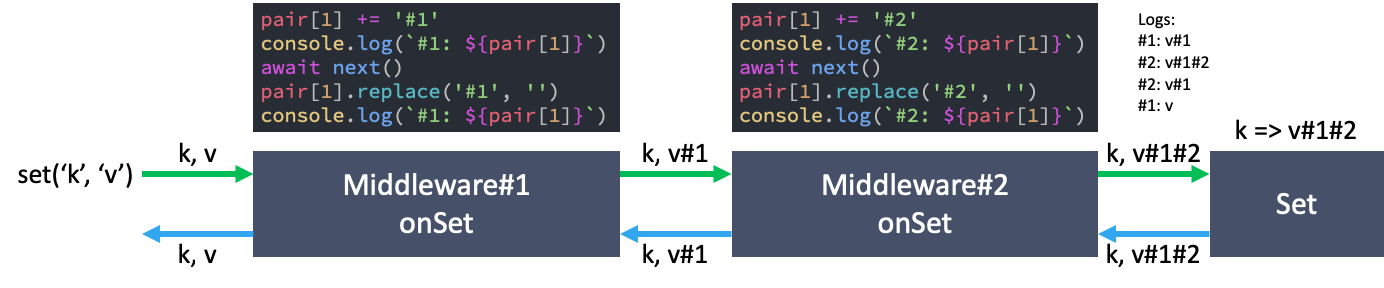 pair[1] += '#1'
console.log(`#1: ${pair[1]}`)
await next()
pair[1].replace('#1', '')
console.log(`#1: ${pair[1]}`)
pair[1] += '#2'
console.log(`#2: ${pair[1]}`)
await next()
pair[1].replace('#2', '')
console.log(`#2: ${pair[1]}`)
Logs:
#1: v#1
#2: v#1#2
#2: v#1
#1: v
k => v#1#2
set(‘k’, ‘v’)
k, v
Middleware#1
onSet
k, v#1
Middleware#2
onSet
k, v#1#2
Set
k, v
k, v#1
k, v#1#2